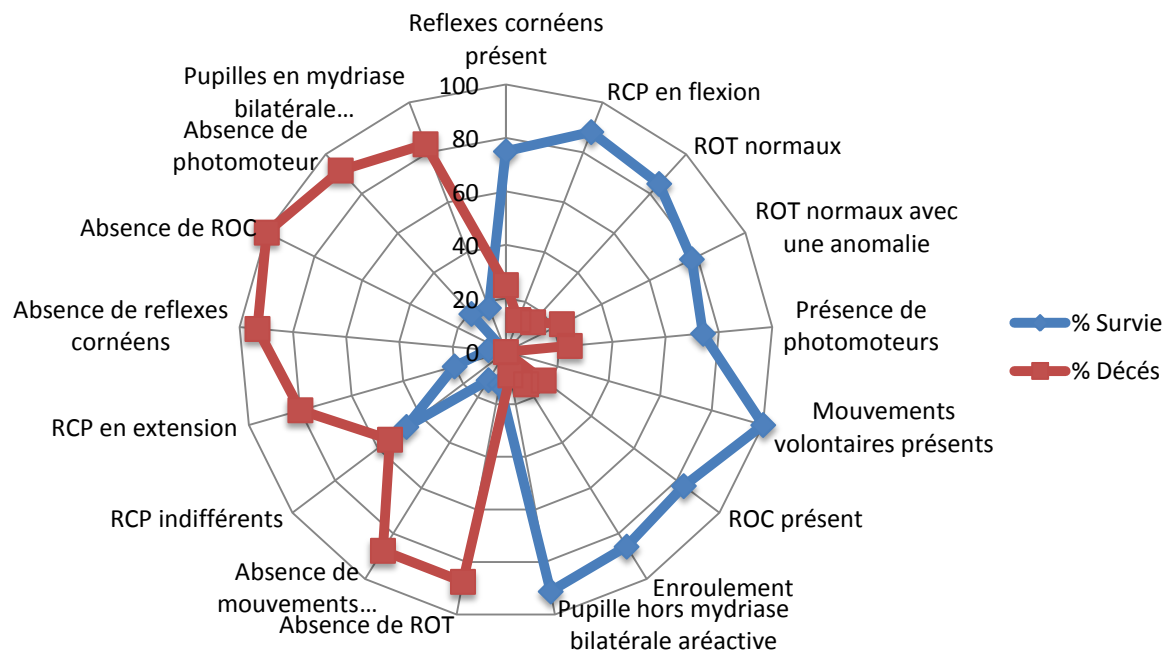 Reflexes cornéens
présent
RCP en flexion
ROT normaux
ROT normaux avec
une anomalie
Présence de
photomoteurs
Mouvements
volontaires présents
ROC présent
Enroulement
Pupille hors mydriase
bilatérale aréactive
Absence de ROT
Absence de
mouvements…
RCP indifférents
RCP en extension
Absence de reflexes
cornéens
Absence de ROC
Absence de
photomoteur
Pupilles en mydriase
bilatérale…
100
80
60
40
20
0
% Survie
% Décés